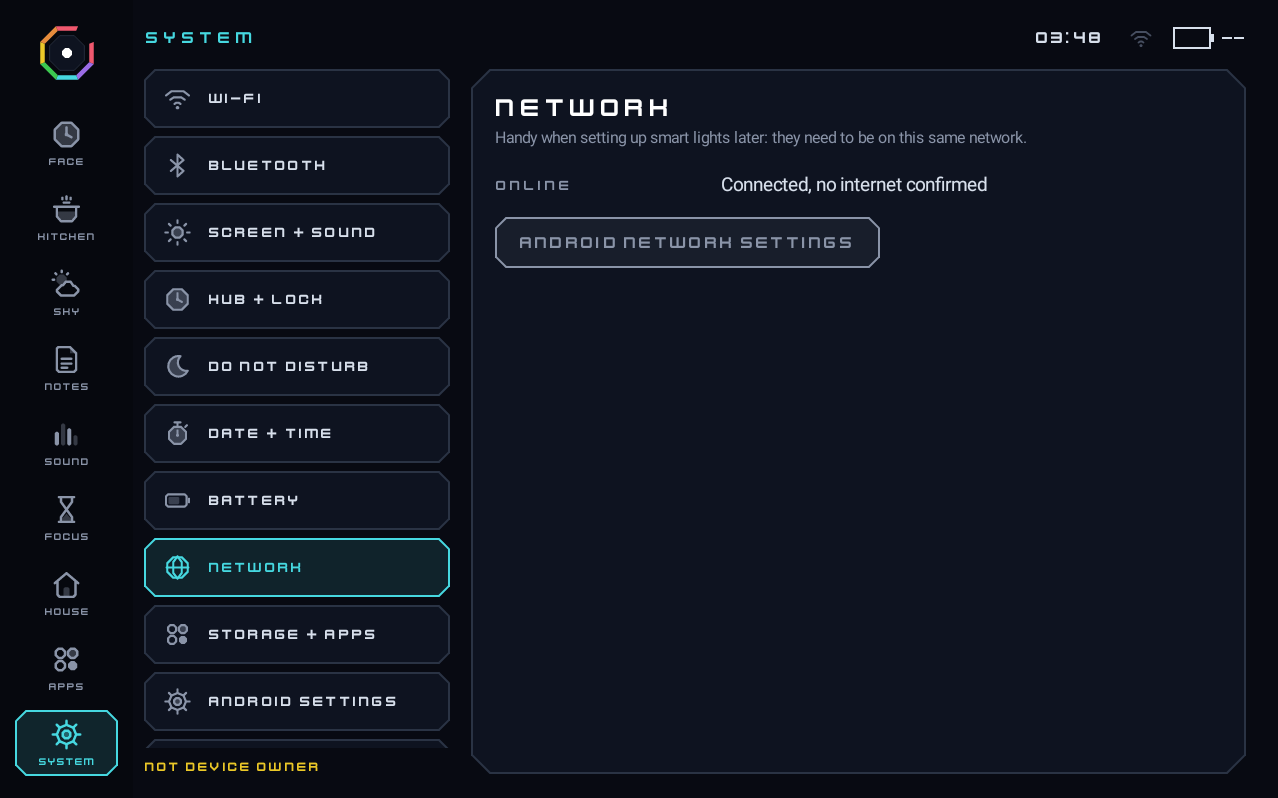 SYSTEM
03:48
--
FACE
KITCHEN
SKY
NOTES
SOUND
FOCUS
HOUSE
APPS
SYSTEM
WI-FI
BLUETOOTH
SCREEN + SOUND
HUB + LOCK
DO NOT DISTURB
DATE + TIME
BATTERY
NETWORK
STORAGE + APPS
ANDROID SETTINGS
NOT DEVICE OWNER
NETWORK
Handy when setting up smart lights later: they need to be on this same network.
ONLINE Connected, no internet confirmed
ANDROID NETWORK SETTINGS